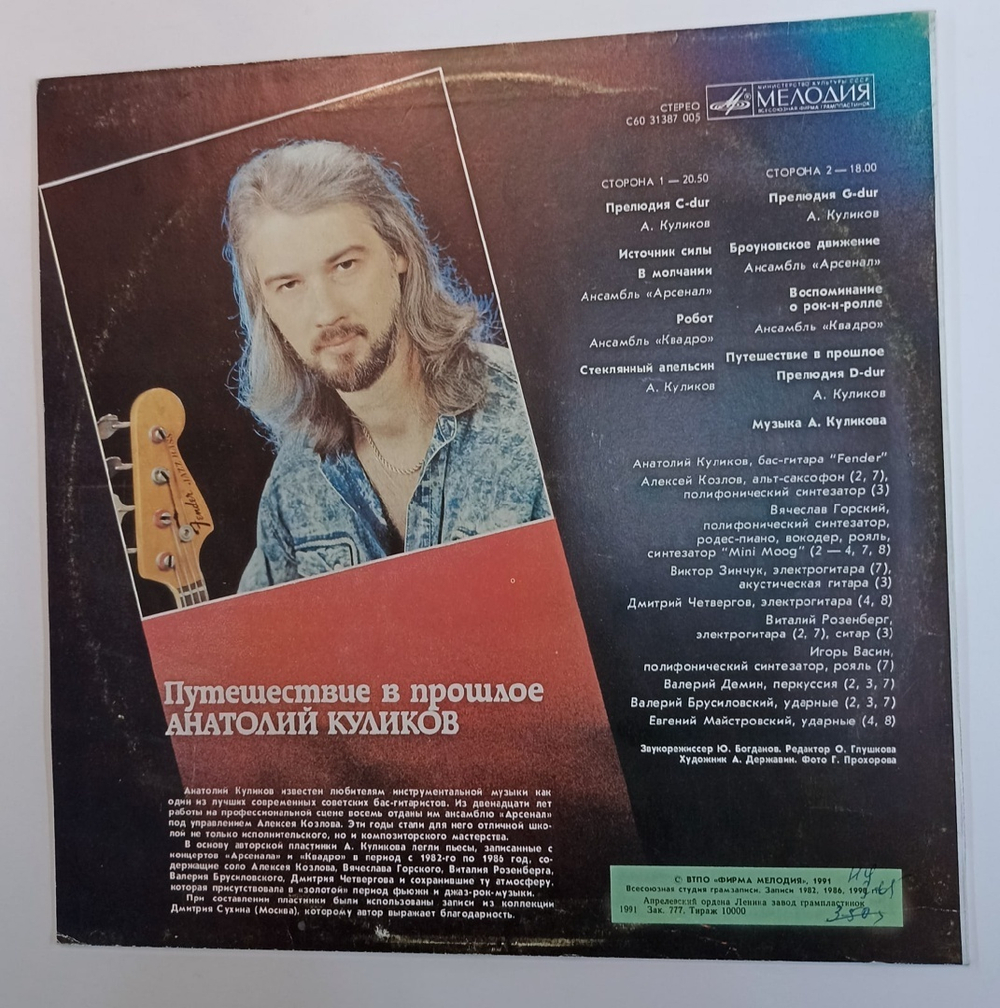 МИНИСТЕРСТВО КУЛЬТУРЫ СССР
МЕЛОДИЯ
ВСЕСОЮЗНАЯ ФИРМА ГРАМПЛАСТИНОК
СТЕРЕО
С60 31387 005
СТОРОНА 1 — 20.50
Прелюдия C-dur
А. Куликов
Источник силы
В молчании
Ансамбль «Арсенал»
Робот
Ансамбль «Квадро»
Стеклянный апельсин
А. Куликов
СТОРОНА 2 — 18.00
Прелюдия G-dur
А. Куликов
Броуновское движение
Ансамбль «Арсенал»
Воспоминание
о рок-н-ролле
Ансамбль «Квадро»
Путешествие в прошлое
Прелюдия D-dur
А. Куликов
Музыка А. Куликова
Анатолий Куликов, бас-гитара "Fender"
Алексей Козлов, альт-саксофон (2, 7),
полифонический синтезатор (3)
Вячеслав Горский,
полифонический синтезатор,
родес-пиано, вокодер, рояль,
синтезатор "Mini Moog" (2 — 4, 7, 8)
Виктор Зинчук, электрогитара (7),
акустическая гитара (3)
Дмитрий Четвергов, электрогитара (4, 8)
Виталий Розенберг,
электрогитара (2, 7), ситар (3)
Игорь Васин,
полифонический синтезатор, рояль (7)
Валерий Демин, перкуссия (2, 3, 7)
Валерий Брусиловский, ударные (2, 3, 7)
Евгений Майстровский, ударные (4, 8)
Звукорежиссер Ю. Богданов. Редактор О. Глушкова
Художник А. Державин. Фото Г. Прохорова
Fender JAZZ BASS
Путешествие в прошлое
АНАТОЛИЙ КУЛИКОВ
Анатолий Куликов известен любителям инструментальной музыки как
один из лучших современных советских бас-гитаристов. Из двенадцати лет
работы на профессиональной сцене восемь отданы им ансамблю «Арсенал»
под управлением Алексея Козлова. Эти годы стали для него отличной шко-
лой не только исполнительского, но и композиторского мастерства.
В основу авторской пластинки А. Куликова легли пьесы, записанные с
концертов «Арсенала» и «Квадро» в период с 1982-го по 1986 год, со-
держащие соло Алексея Козлова, Вячеслава Горского, Виталия Розенберга,
Валерия Брусиловского, Дмитрия Четвергова и сохранившие ту атмосферу,
которая присутствовала в «золотой» период фьюжн и джаз-рок-музыки.
При составлении пластинки были использованы записи из коллекции
Дмитрия Сухина (Москва), которому автор выражает благодарность.
© ВТПО «ФИРМА МЕЛОДИЯ», 1991
Всесоюзная студия грамзаписи. Записи 1982, 1986, 1990
Апрелевский ордена Ленина завод грампластинок
1991 Зак. 777. Тираж 10000